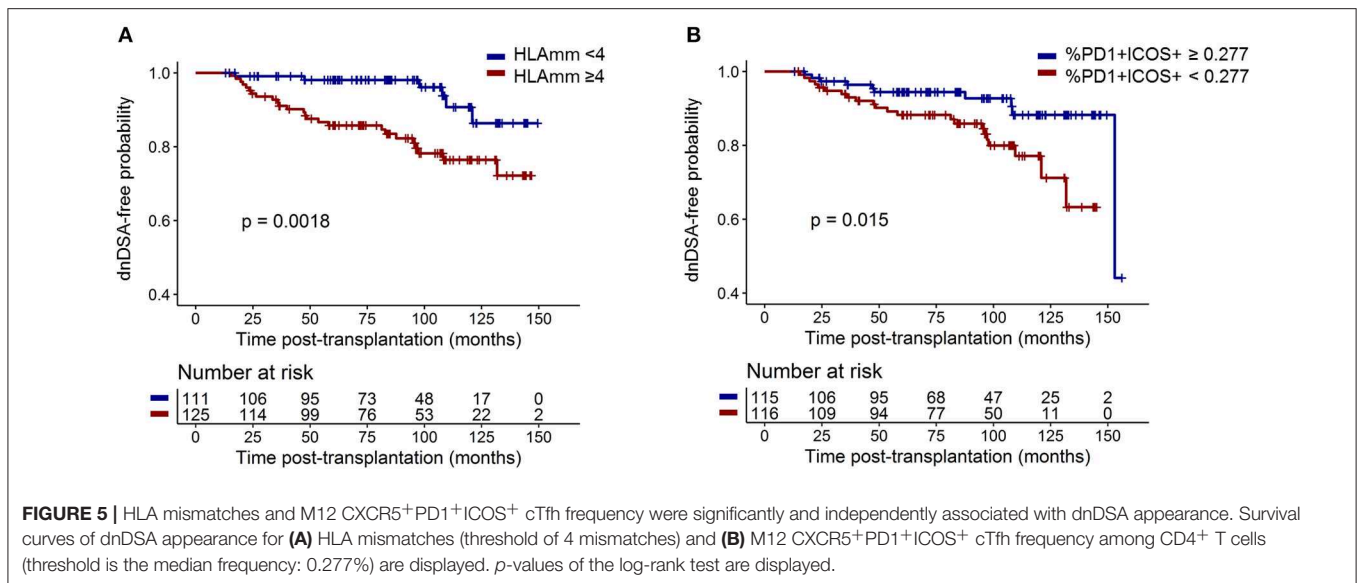 A
HLAmm <4
HLAmm ≥4
dnDSA-free probability
1.0
0.8
0.6
0.4
p = 0.0018
0 25 50 75 100 125 150
Time post-transplantation (months)
Number at risk
111 106 95 73 48 17 0
125 114 99 76 53 22 2
0 25 50 75 100 125 150
Time post-transplantation (months)
B
%PD1+ICOS+ ≥ 0.277
%PD1+ICOS+ < 0.277
dnDSA-free probability
1.0
0.8
0.6
0.4
p = 0.015
0 25 50 75 100 125 150
Time post-transplantation (months)
Number at risk
115 106 95 68 47 25 2
116 109 94 77 50 11 0
0 25 50 75 100 125 150
Time post-transplantation (months)
FIGURE 5 | HLA mismatches and M12 CXCR5+PD1+ICOS+ cTfh frequency were significantly and independently associated with dnDSA appearance. Survival
curves of dnDSA appearance for (A) HLA mismatches (threshold of 4 mismatches) and (B) M12 CXCR5+PD1+ICOS+ cTfh frequency among CD4+ T cells
(threshold is the median frequency: 0.277%) are displayed. p-values of the log-rank test are displayed.